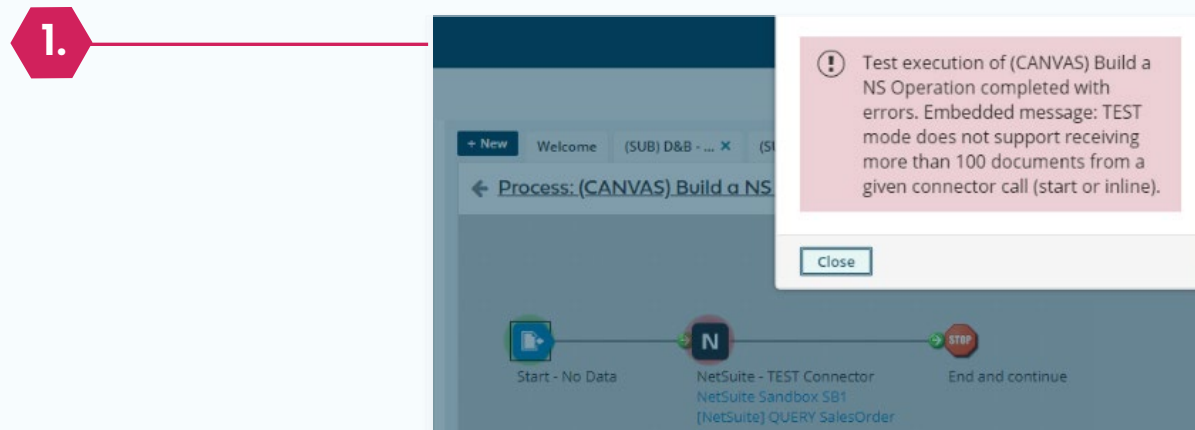 1.
Test execution of (CANVAS) Build a
NS Operation completed with
errors. Embedded message: TEST
mode does not support receiving
more than 100 documents from a
given connector call (start or inline).
Close
+ New
Welcome
(SUB) D&B - ... ×
Process: (CANVAS) Build a NS
N
STOP
Start - No Data
NetSuite - TEST Connector
NetSuite Sandbox SB1
[NetSuite] QUERY SalesOrder
End and continue